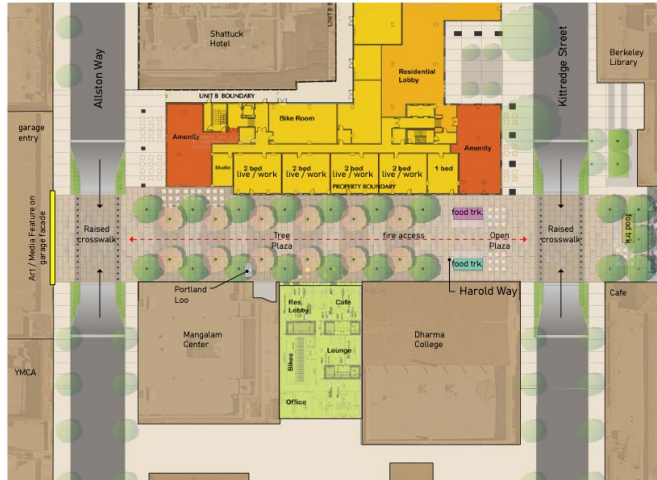 Shattuck
Hotel
Allston Way
Kittredge Street
Berkeley
Library
Residential
Lobby
UNIT B BOUNDARY
garage
entry
Bike Room
Amenity
Amenity
Studio
2 bed
live / work
2 bed
live / work
2 bed
live / work
2 bed
live / work
1 bed
PROPERTY BOUNDARY
Art / Media Feature on
garage facade
Raised
crosswalk
Tree
Plaza
fire access
food trk
Open
Plaza
Raised
crosswalk
food trk
food trk
Portland
Loo
Harold Way
Res.
Lobby
Cafe
Cafe
Mangalam
Center
Bikes
Lounge
Dharma
College
YMCA
Office